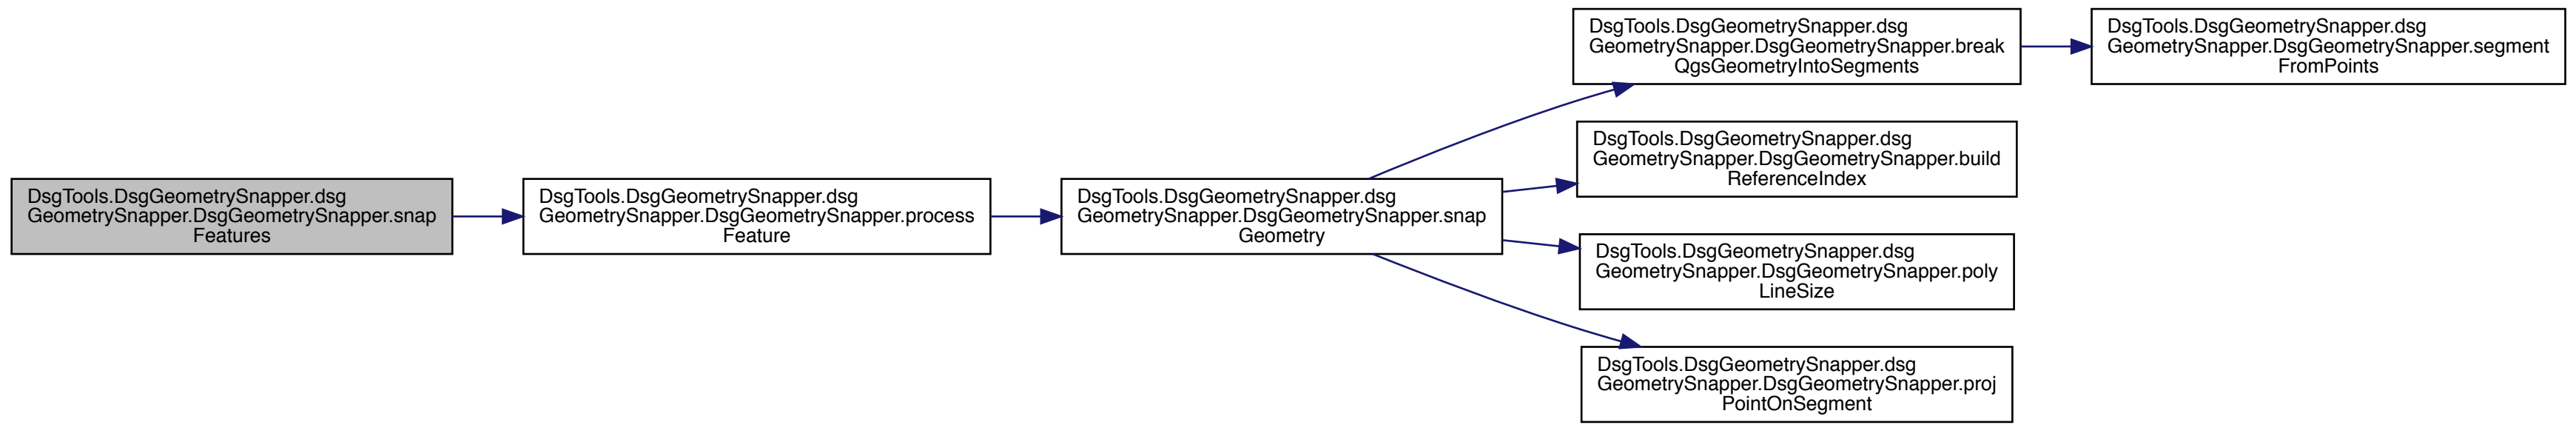 DsgTools.DsgGeometrySnapper.dsg
GeometrySnapper.DsgGeometrySnapper.snap
Features
DsgTools.DsgGeometrySnapper.dsg
GeometrySnapper.DsgGeometrySnapper.process
Feature
DsgTools.DsgGeometrySnapper.dsg
GeometrySnapper.DsgGeometrySnapper.snap
Geometry
DsgTools.DsgGeometrySnapper.dsg
GeometrySnapper.DsgGeometrySnapper.break
QgsGeometryIntoSegments
DsgTools.DsgGeometrySnapper.dsg
GeometrySnapper.DsgGeometrySnapper.segment
FromPoints
DsgTools.DsgGeometrySnapper.dsg
GeometrySnapper.DsgGeometrySnapper.build
ReferenceIndex
DsgTools.DsgGeometrySnapper.dsg
GeometrySnapper.DsgGeometrySnapper.poly
LineSize
DsgTools.DsgGeometrySnapper.dsg
GeometrySnapper.DsgGeometrySnapper.proj
PointOnSegment